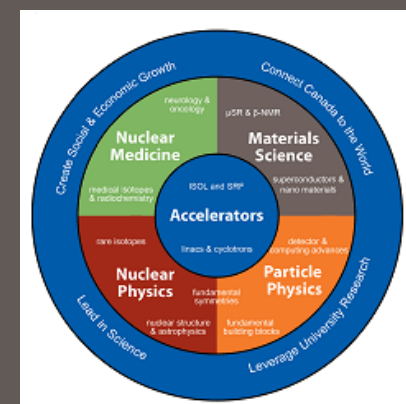 Create Social & Economic Growth
Connect Canada to the World
neurology &
oncology
Nuclear
Medicine
medical isotopes
& radiochemistry
µSR & β-NMR
Materials
Science
superconductors &
nano materials
ISOL and SRF
Accelerators
linacs & cyclotrons
rare isotopes
Nuclear
Physics
nuclear structure
& astrophysics
fundamental
symmetries
detector &
computing advances
Particle
Physics
fundamental
building blocks
Lead in Science
Leverage University Research